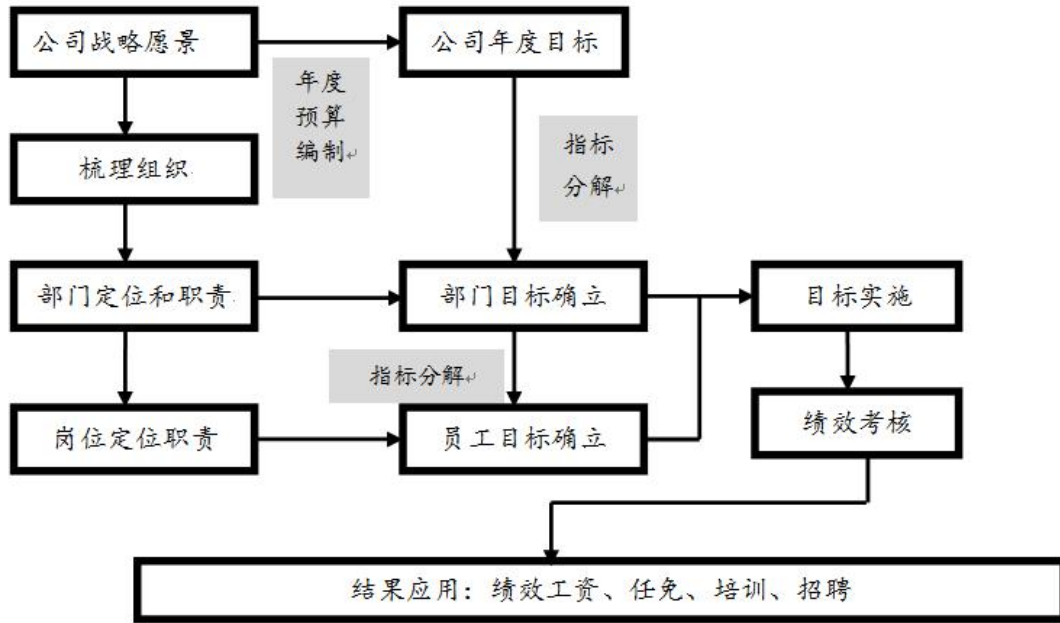 公司战略愿景
公司年度目标
年度
预算
编制
梳理组织
指标
分解
部门定位和职责
部门目标确立
目标实施
指标分解
岗位定位职责
员工目标确立
绩效考核
结果应用：绩效工资、任免、培训、招聘